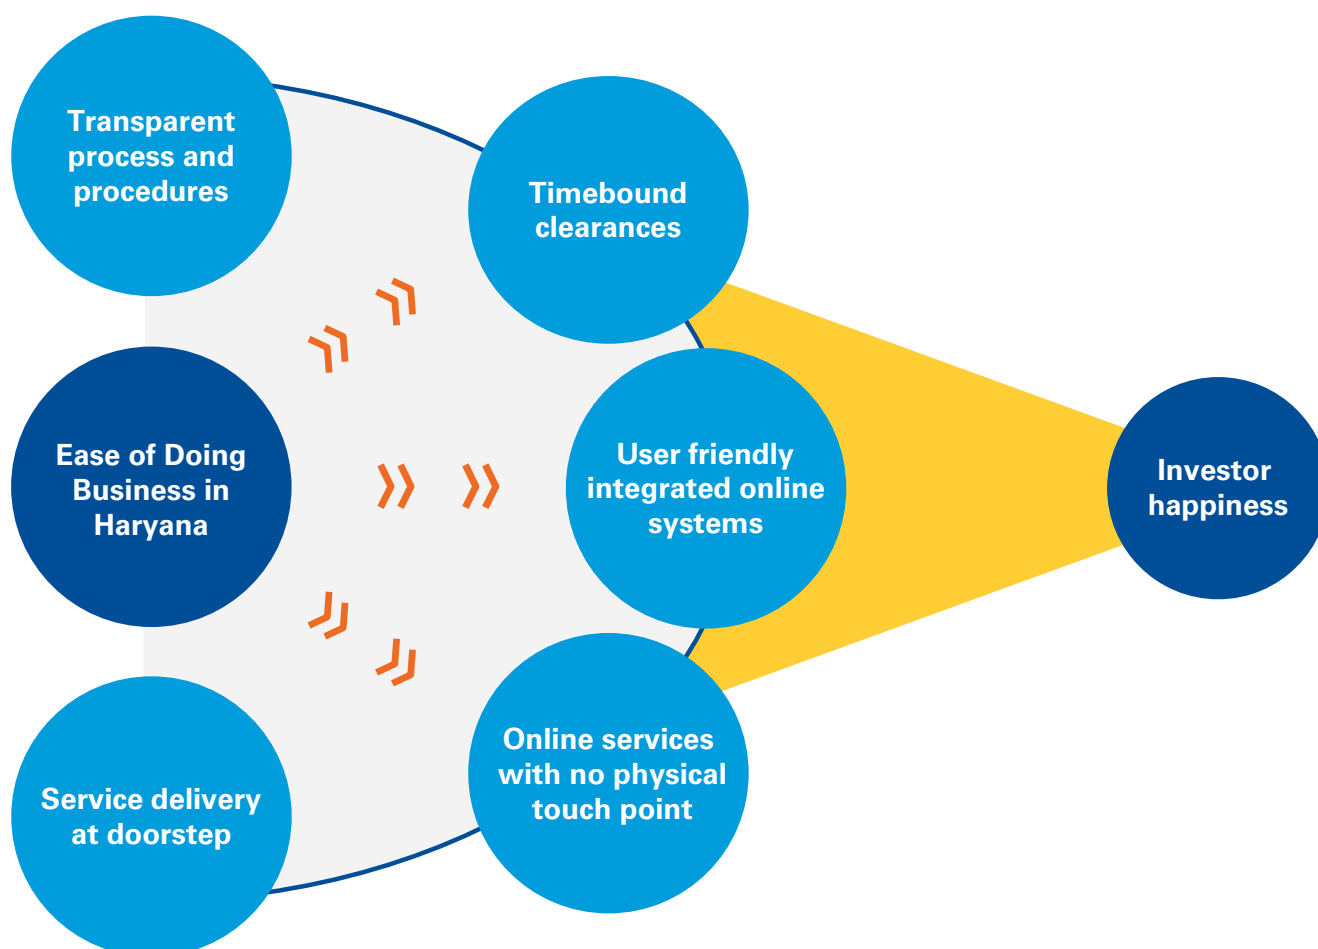 Transparent
process and
procedures
Timebound
clearances
Ease of Doing
Business in
Haryana
User friendly
integrated online
systems
Investor
happiness
Service delivery
at doorstep
Online services
with no physical
touch point